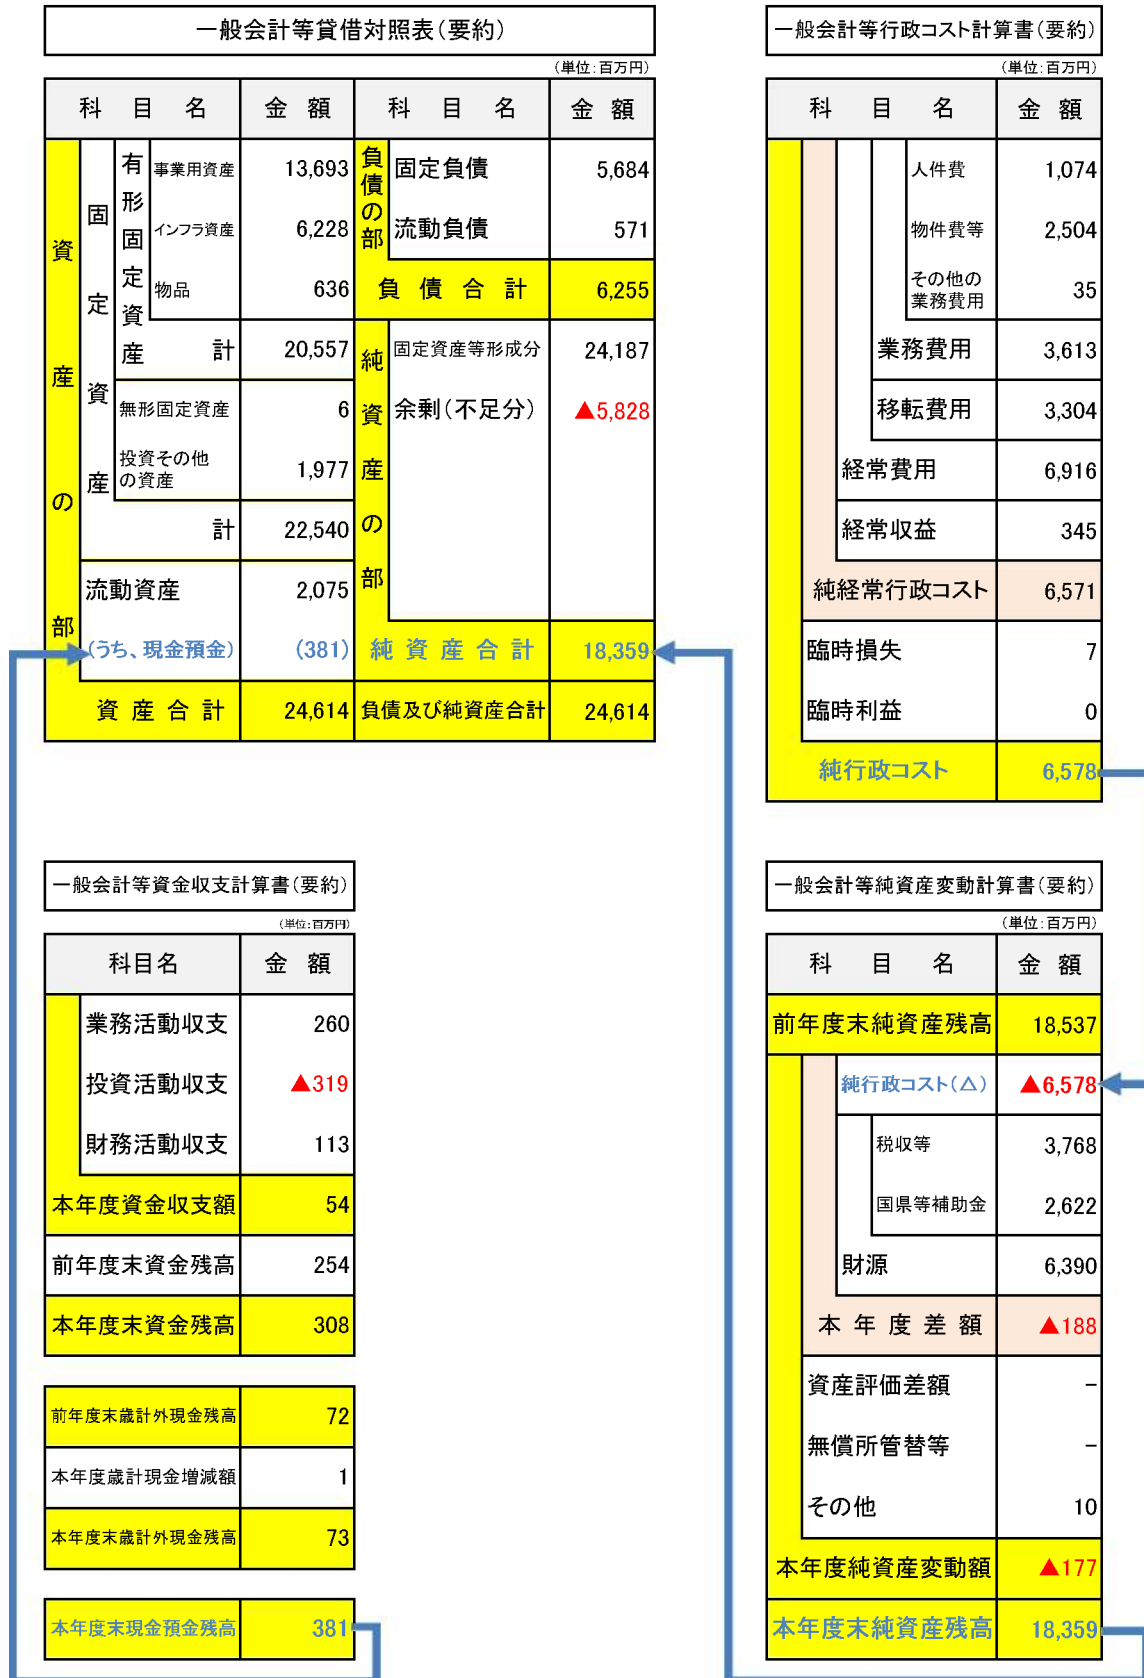 一般会計等貸借対照表(要約)
(単位:百万円)
科 目 名 金 額 科 目 名 金 額
資産の部
固定資産
有形固定資産
事業用資産 13,693
インフラ資産 6,228
物品 636
計 20,557
無形固定資産 6
投資その他
の資産 1,977
計 22,540
流動資産 2,075
(うち、現金預金) (381)
資 産 合 計 24,614
負債の部
固定負債 5,684
流動負債 571
負 債 合 計 6,255
純資産の部
固定資産等形成分 24,187
余剰(不足分) ▲5,828
純 資 産 合 計 18,359
負債及び純資産合計 24,614
一般会計等行政コスト計算書(要約)
(単位:百万円)
科 目 名 金 額
人件費 1,074
物件費等 2,504
その他の
業務費用 35
業務費用 3,613
移転費用 3,304
経常費用 6,916
経常収益 345
純経常行政コスト 6,571
臨時損失 7
臨時利益 0
純行政コスト 6,578
一般会計等資金収支計算書(要約)
(単位:百万円)
科目名 金 額
業務活動収支 260
投資活動収支 ▲319
財務活動収支 113
本年度資金収支額 54
前年度末資金残高 254
本年度末資金残高 308
前年度末歳計外現金残高 72
本年度歳計現金増減額 1
本年度末歳計外現金残高 73
本年度末現金預金残高 381
一般会計等純資産変動計算書(要約)
(単位:百万円)
科 目 名 金 額
前年度末純資産残高 18,537
純行政コスト(△) ▲6,578
税収等 3,768
国県等補助金 2,622
財源 6,390
本 年 度 差 額 ▲188
資産評価差額 －
無償所管替等 －
その他 10
本年度純資産変動額 ▲177
本年度末純資産残高 18,359